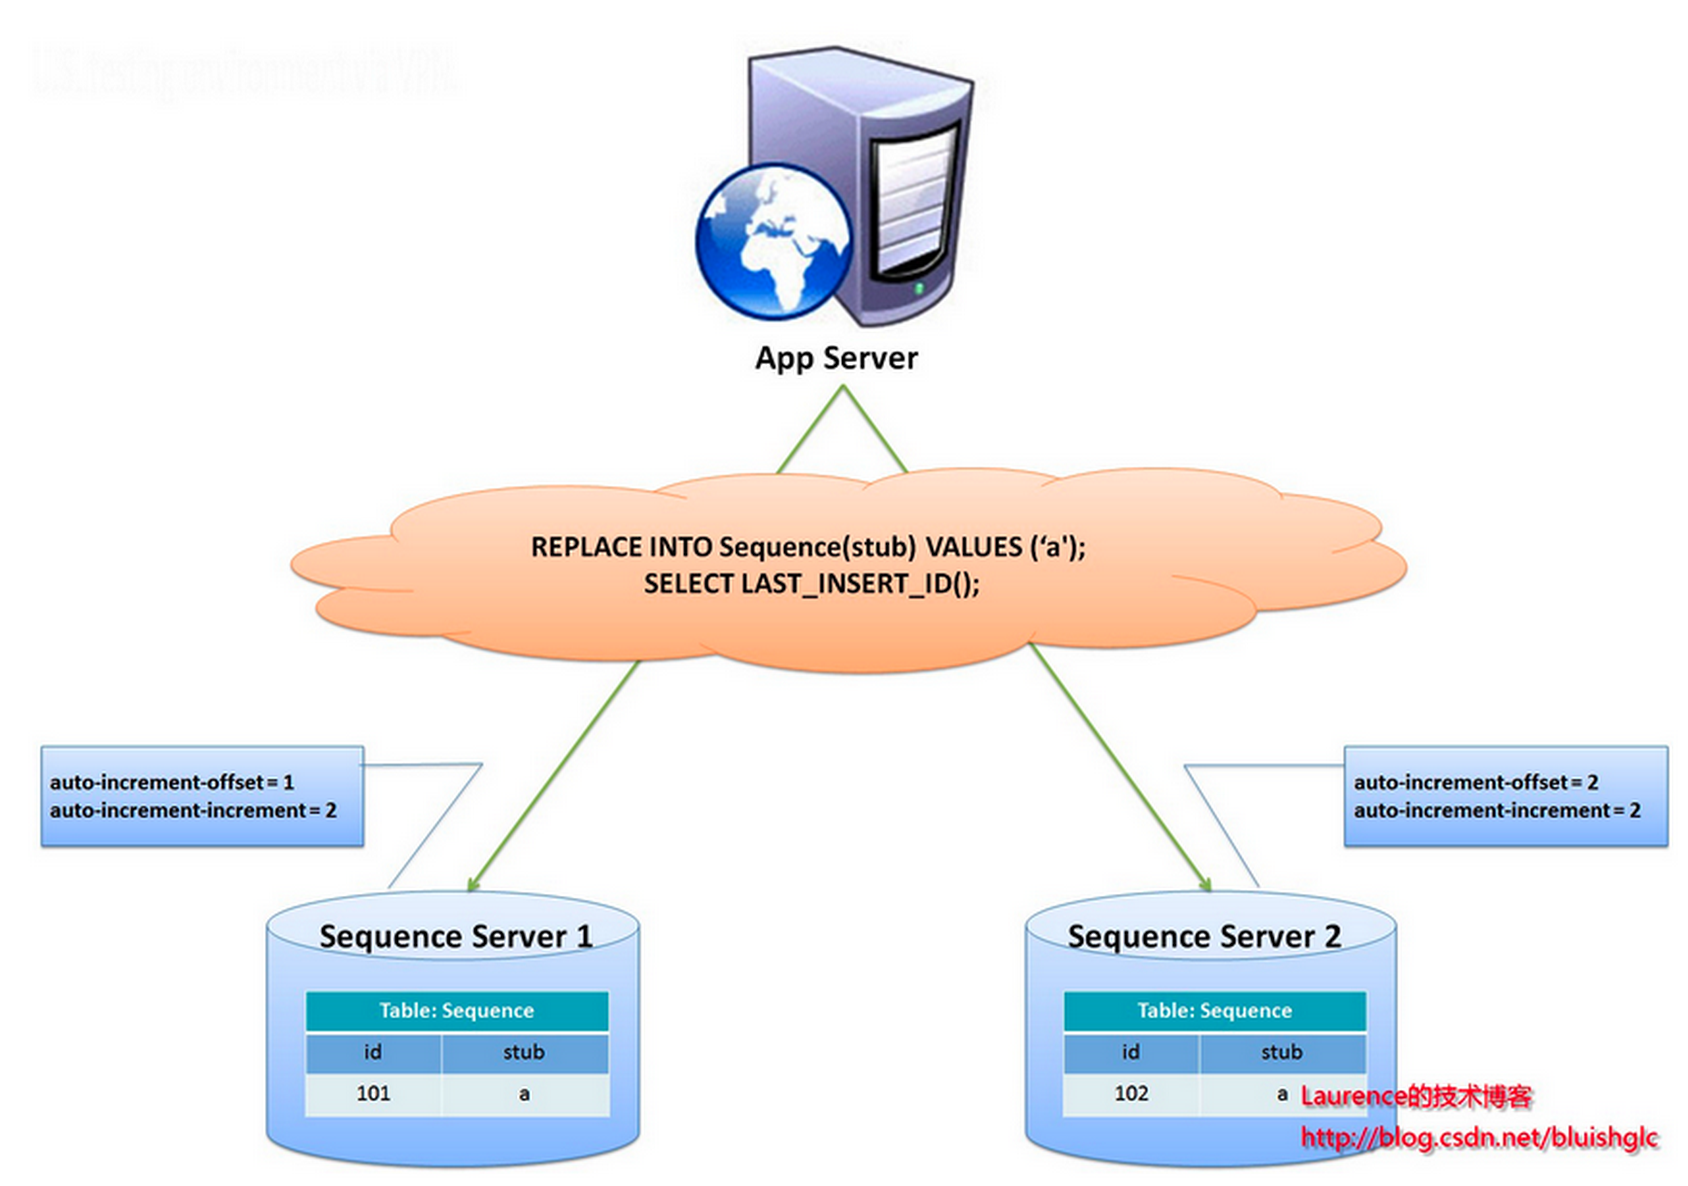 App Server
REPLACE INTO Sequence(stub) VALUES (‘a');
SELECT LAST_INSERT_ID();
auto-increment-offset = 1
auto-increment-increment = 2
auto-increment-offset = 2
auto-increment-increment = 2
Sequence Server 1
Table: Sequence
id stub
101 a
Sequence Server 2
Table: Sequence
id stub
102 a
Laurence的技术博客
http://blog.csdn.net/bluishglc